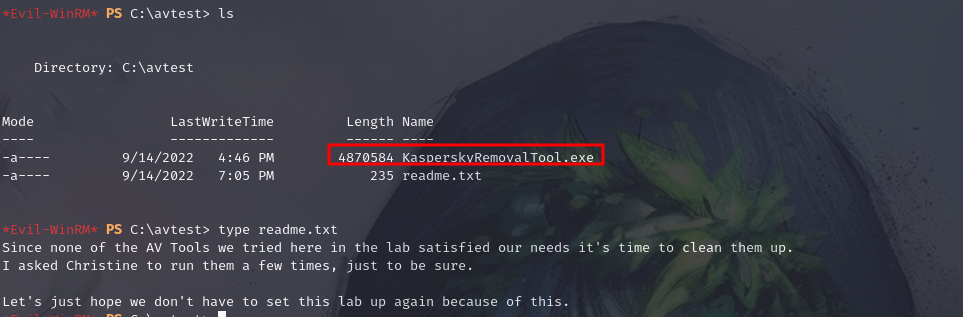 *Evil-WinRM* PS C:\avtest> ls
Directory: C:\avtest
Mode LastWriteTime Length Name
---- ------------- ------ ----
-a---- 9/14/2022 4:46 PM 4870584 KasperskyRemovalTool.exe
-a---- 9/14/2022 7:05 PM 235 readme.txt
*Evil-WinRM* PS C:\avtest> type readme.txt
Since none of the AV Tools we tried here in the lab satisfied our needs it's time to clean them up.
I asked Christine to run them a few times, just to be sure.
Let's just hope we don't have to set this lab up again because of this.
*Evil-WinRM* PS C:\avtest>